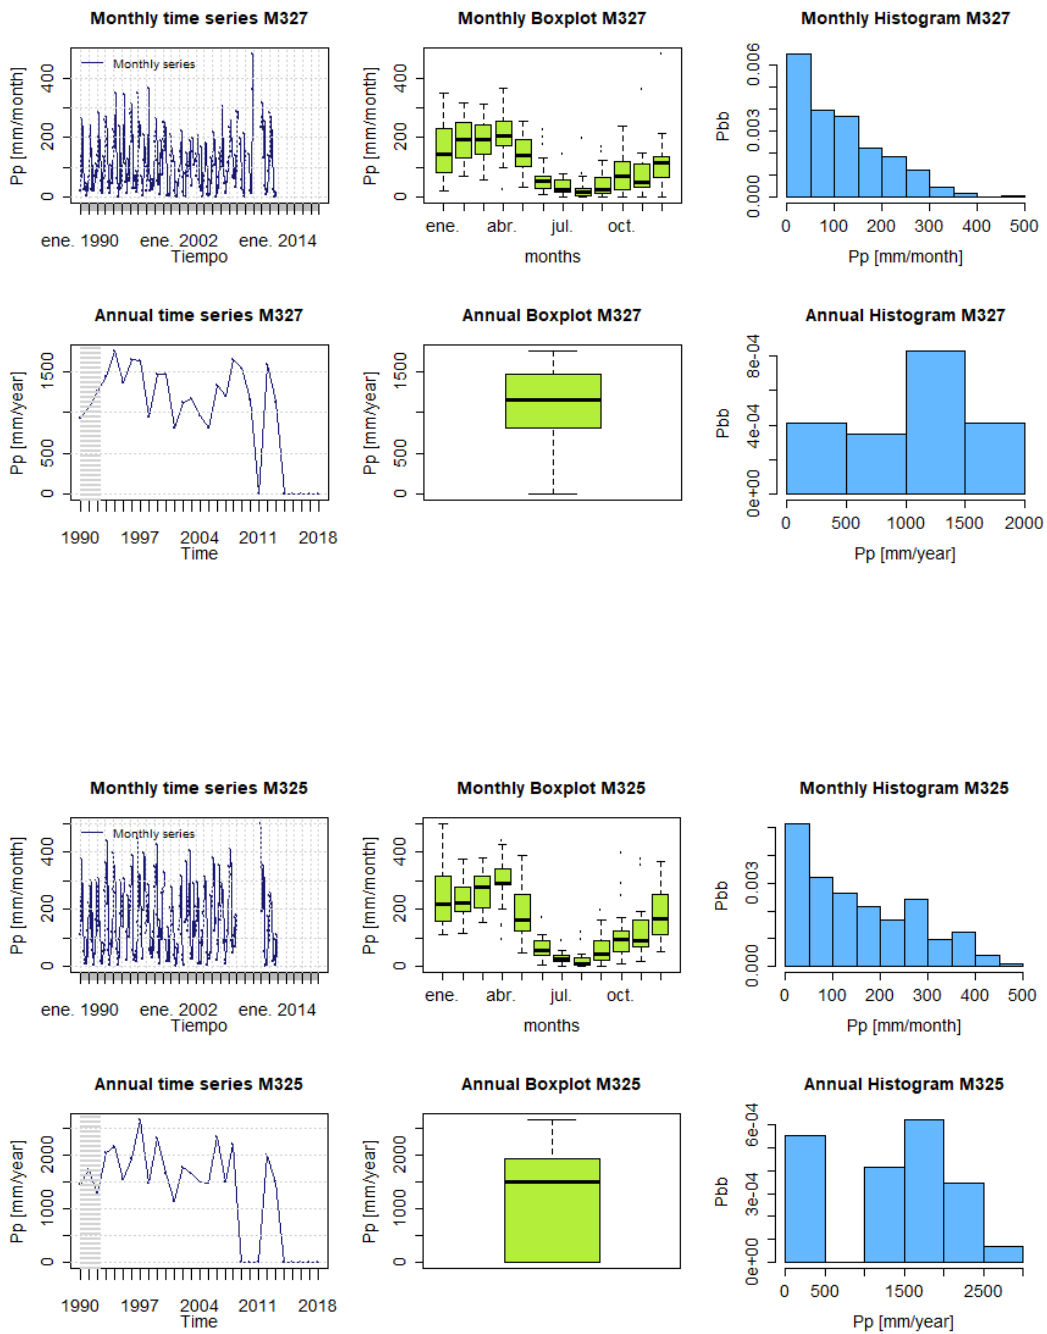 Monthly time series M327
Monthly Boxplot M327
Monthly Histogram M327
Pp [mm/month]
0 200 400
Monthly series
ene. 1990 ene. 2002 ene. 2014
Tiempo
Pp [mm/month]
0 200 400
ene. abr. jul. oct.
months
Pbb
0.000 0.003 0.006
0 100 200 300 400 500
Pp [mm/month]
Annual time series M327
Annual Boxplot M327
Annual Histogram M327
Pp [mm/year]
0 500 1500
1990 1997 2004 2011 2018
Time
Pp [mm/year]
0 500 1500
Pbb
0e+00 4e-04 8e-04
0 500 1000 1500 2000
Pp [mm/year]
Monthly time series M325
Monthly Boxplot M325
Monthly Histogram M325
Pp [mm/month]
0 200 400
Monthly series
ene. 1990 ene. 2002 ene. 2014
Tiempo
Pp [mm/month]
0 200 400
ene. abr. jul. oct.
months
Pbb
0.000 0.003
0 100 200 300 400 500
Pp [mm/month]
Annual time series M325
Annual Boxplot M325
Annual Histogram M325
Pp [mm/year]
0 1000 2000
1990 1997 2004 2011 2018
Time
Pp [mm/year]
0 1000 2000
Pbb
0e+00 3e-04 6e-04
0 500 1500 2500
Pp [mm/year]